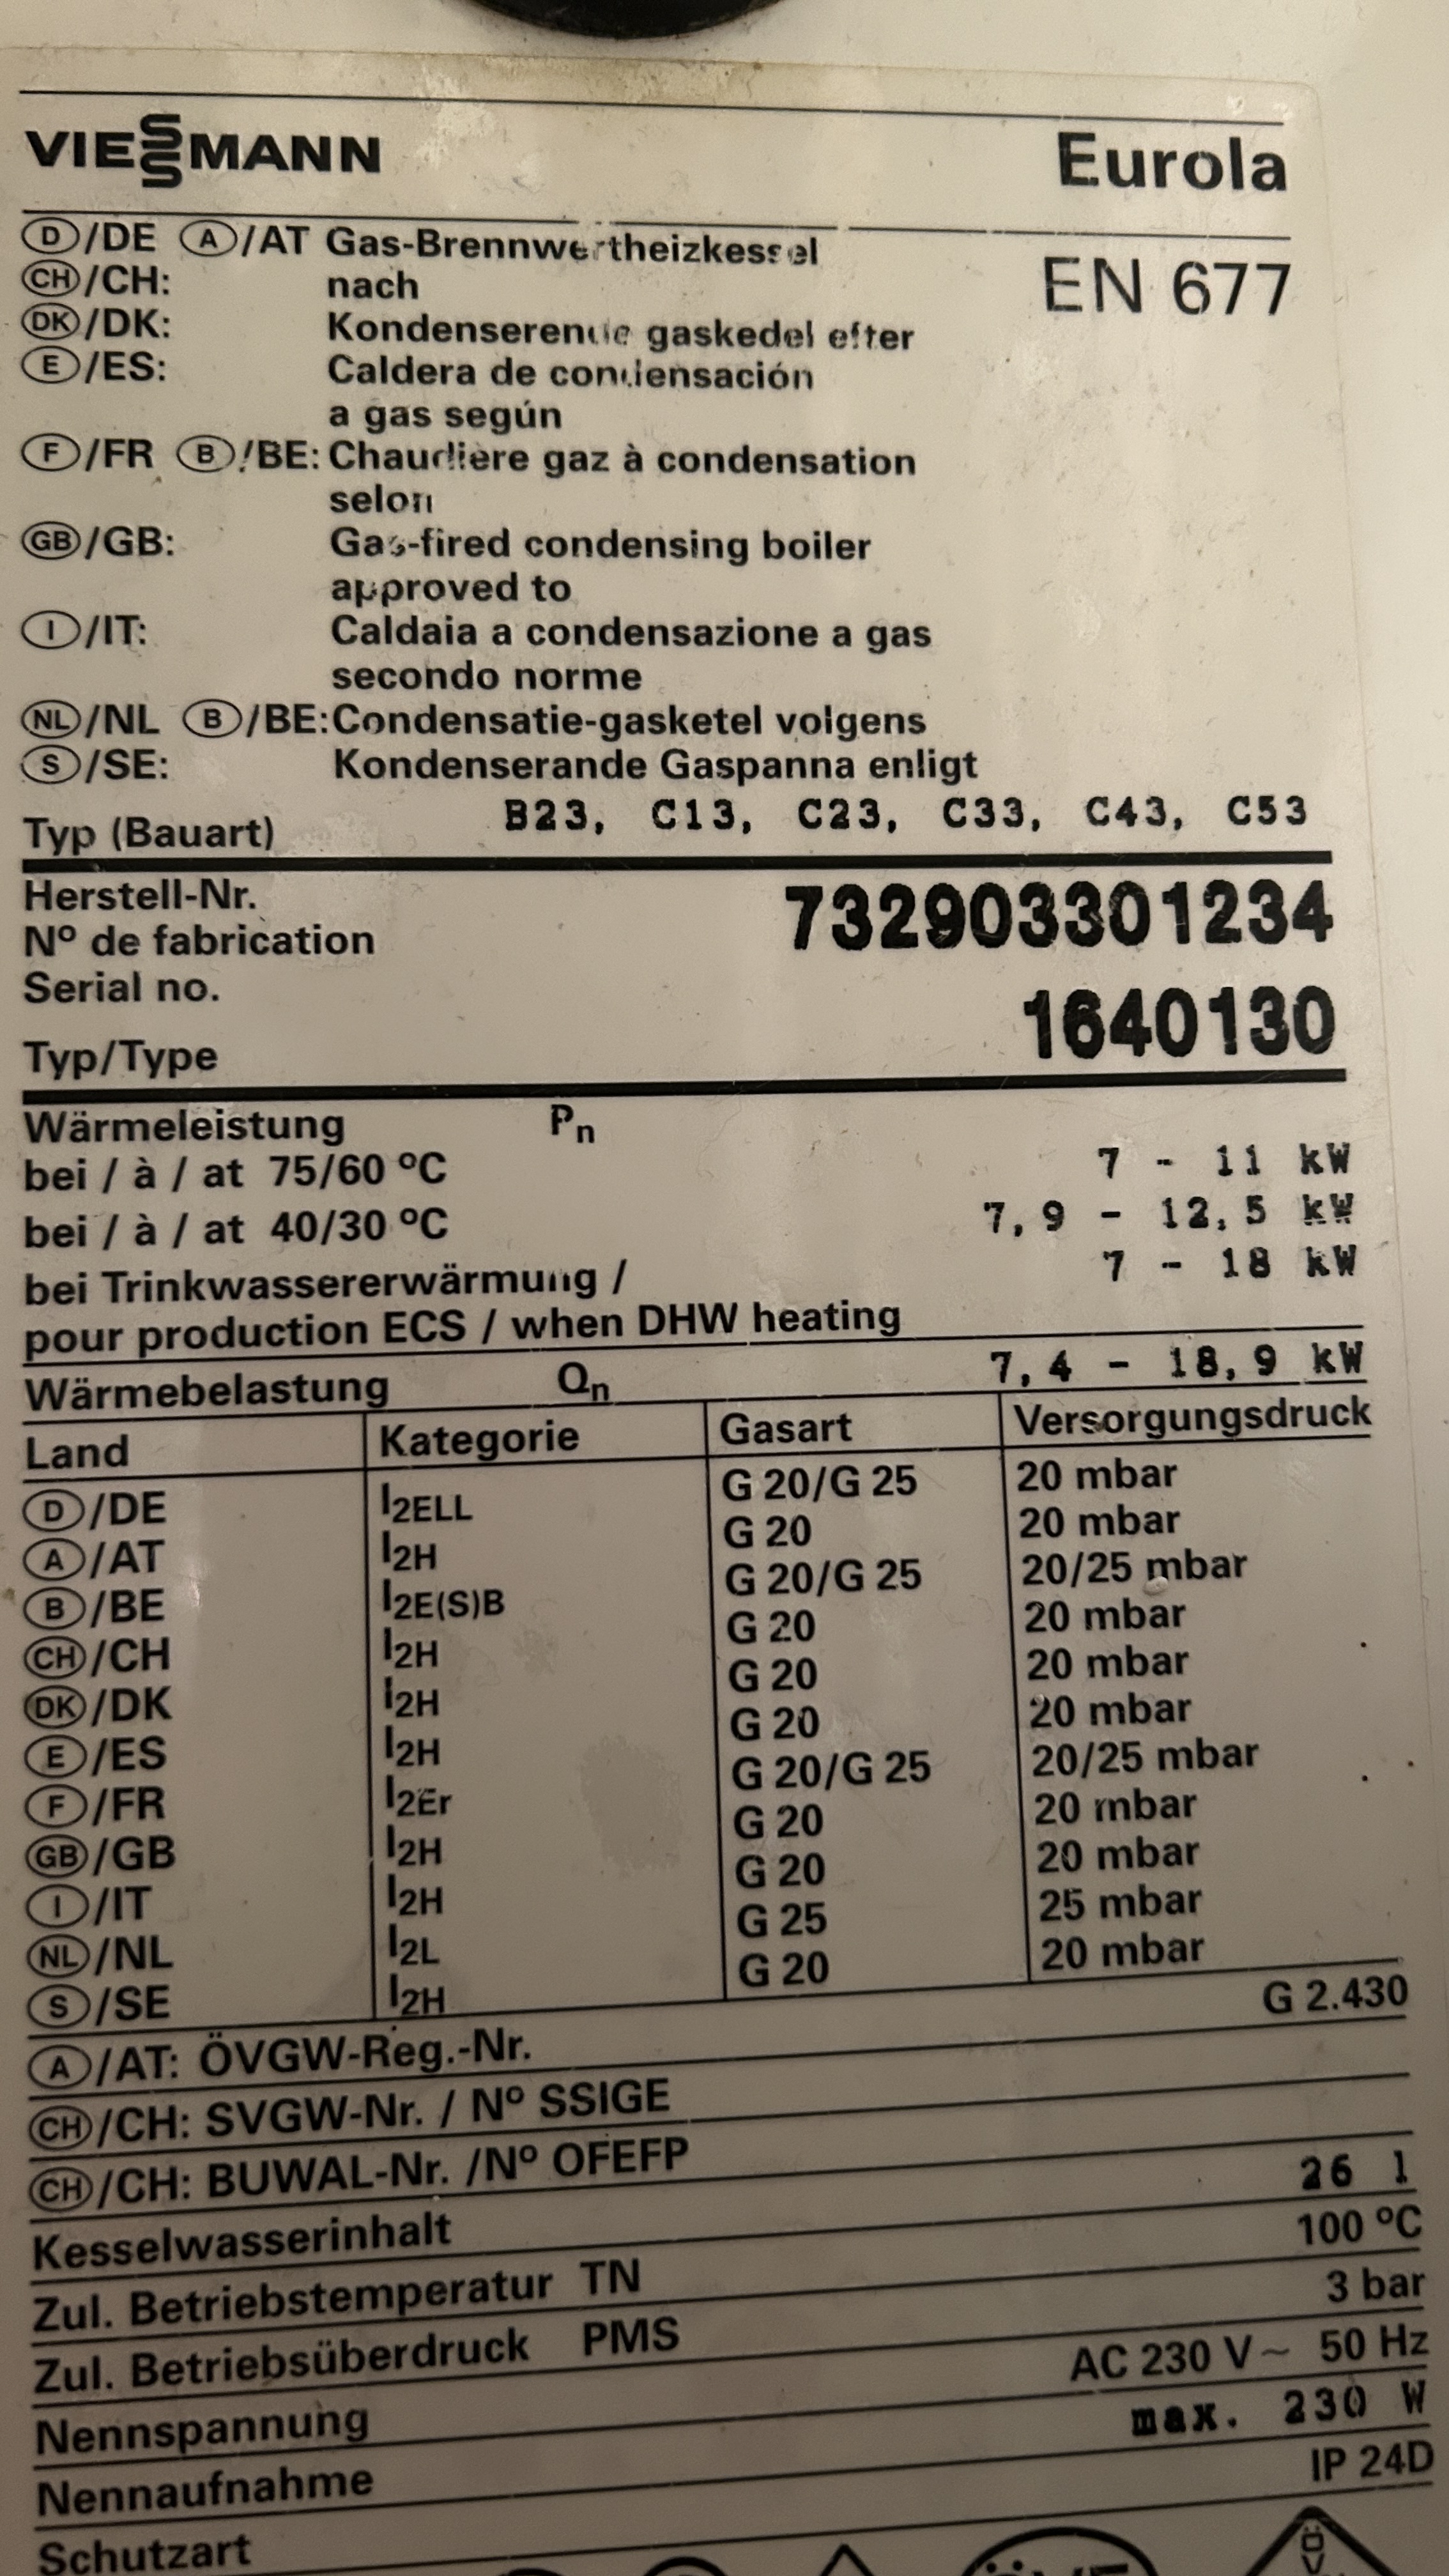 VIESSMANN Eurola
D/DE A/AT Gas-Brennwertheizkessel
CH/CH: nach EN 677
DK/DK: Kondenserende gaskedel efter
E/ES: Caldera de condensación
a gas según
F/FR B/BE: Chaudière gaz à condensation
selon
GB/GB: Gas-fired condensing boiler
approved to
I/IT: Caldaia a condensazione a gas
secondo norme
NL/NL B/BE: Condensatie-gasketel volgens
S/SE: Kondenserande Gaspanna enligt
Typ (Bauart) B23, C13, C23, C33, C43, C53
Herstell-Nr. 732903301234
Nº de fabrication
Serial no.
Typ/Type 1640130
Wärmeleistung Pn
bei / à / at 75/60 °C 7 - 11 kW
bei / à / at 40/30 °C 7,9 - 12,5 kW
bei Trinkwassererwärmung / 7 - 18 kW
pour production ECS / when DHW heating
Wärmebelastung Qn 7,4 - 18,9 kW
Land Kategorie Gasart Versorgungsdruck
D/DE I2ELL G 20/G 25 20 mbar
A/AT I2H G 20 20 mbar
B/BE I2E(S)B G 20/G 25 20/25 mbar
CH/CH I2H G 20 20 mbar
DK/DK I2H G 20 20 mbar
E/ES I2H G 20 20 mbar
F/FR I2Er G 20/G 25 20/25 mbar
GB/GB I2H G 20 20 mbar
I/IT I2H G 20 20 mbar
NL/NL I2L G 25 25 mbar
S/SE I2H G 20 20 mbar
A/AT: ÖVGW-Reg.-Nr. G 2.430
CH/CH: SVGW-Nr. / Nº SSIGE
CH/CH: BUWAL-Nr. /Nº OFEFP
Kesselwasserinhalt 26 l
Zul. Betriebstemperatur TN 100 °C
Zul. Betriebsüberdruck PMS 3 bar
Nennspannung AC 230 V~ 50 Hz
Nennaufnahme max. 230 W
Schutzart IP 24D